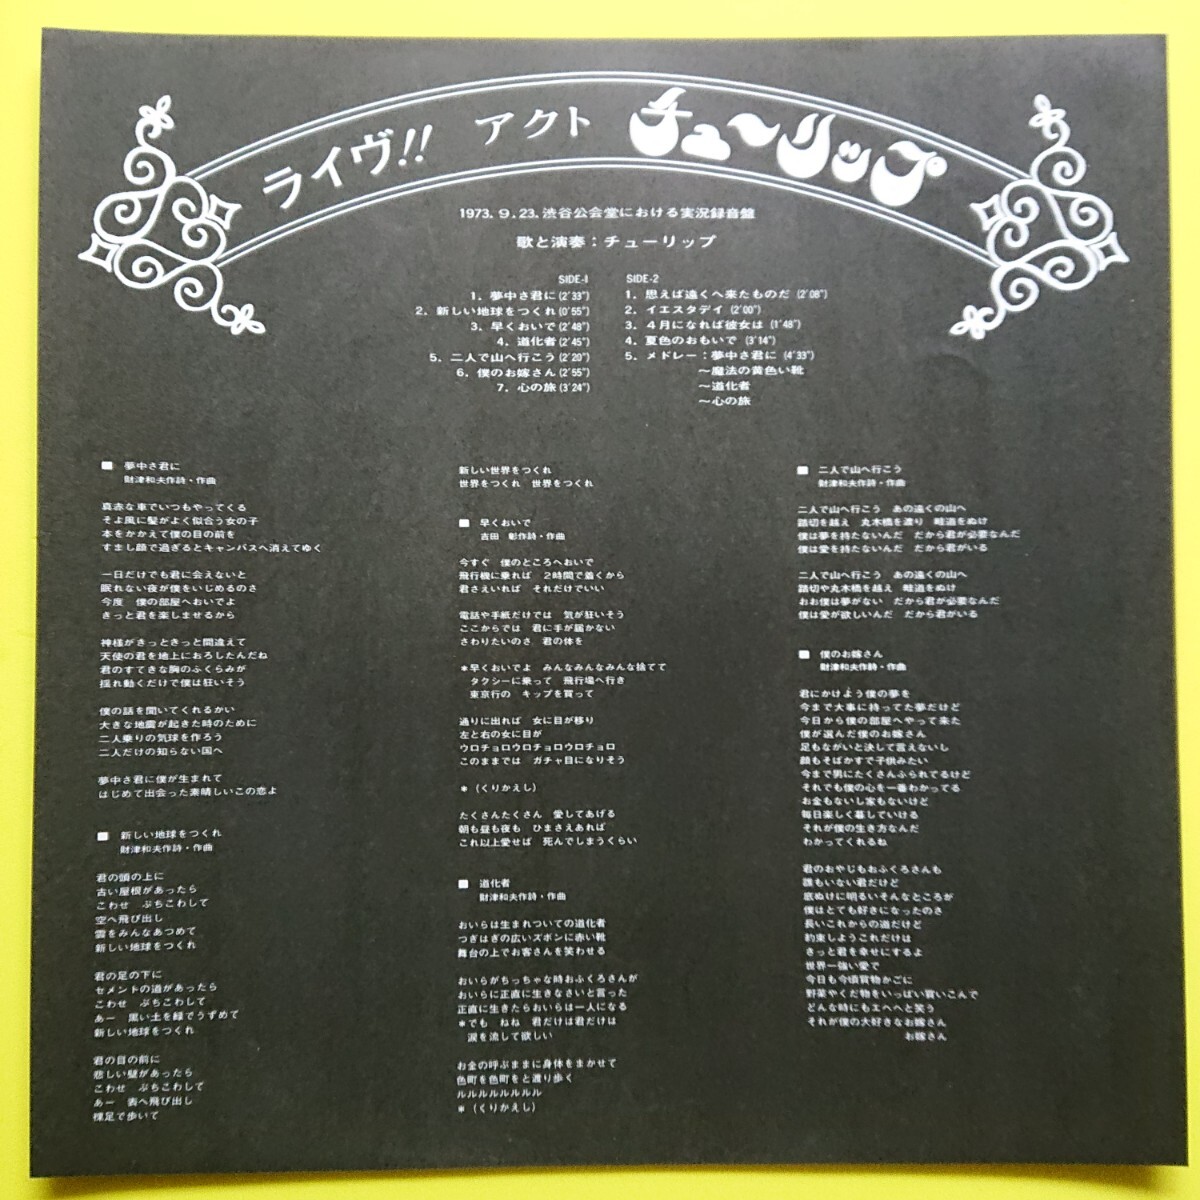 ライヴ!! アクト チューリップ
1973. 9. 23. 渋谷公会堂における実況録音盤
歌と演奏：チューリップ
SIDE-1
1. 夢中さ君に (2′33″)
2. 新しい地球をつくれ (0′55″)
3. 早くおいで (2′48″)
4. 道化者 (2′45″)
5. 二人で山へ行こう (2′20″)
6. 僕のお嫁さん (2′55″)
7. 心の旅 (3′24″)
SIDE-2
1. 思えば遠くへ来たものだ (2′08″)
2. イエスタデイ (2′00″)
3. 4月になれば彼女は (1′48″)
4. 夏色のおもいで (3′14″)
5. メドレー：夢中さ君に (4′33″)
〜魔法の黄色い靴
〜道化者
〜心の旅
■ 夢中さ君に
財津和夫作詩・作曲
真赤な車でいつもやってくる
そよ風に髪がよく似合う女の子
本をかかえて僕の目の前を
すまし顔で過ぎるとキャンパスへ消えてゆく
一日だけでも君に会えないと
眠れない夜が僕をいじめるのさ
今度 僕の部屋へおいでよ
きっと君を楽しませるから
神様がきっときっと間違えて
天使の君を地上におろしたんだね
君のすてきな胸のふくらみが
揺れ動くだけで僕は狂いそう
僕の話を聞いてくれるかい
大きな地震が起きた時のために
二人乗りの気球を作ろう
二人だけの知らない国へ
夢中さ君に僕が生まれて
はじめて出会った素晴しいこの恋よ
■ 新しい地球をつくれ
財津和夫作詩・作曲
君の頭の上に
古い屋根があったら
こわせ ぶちこわして
空へ飛び出し
雲をみんなあつめて
新しい地球をつくれ
君の足の下に
セメントの道があったら
こわせ ぶちこわして
あー 黒い土を緑でうずめて
新しい地球をつくれ
君の目の前に
悲しい壁があったら
こわせ ぶちこわして
あー 表へ飛び出し
裸足で歩いて
新しい世界をつくれ
世界をつくれ 世界をつくれ
■ 早くおいで
吉田 彰作詩・作曲
今すぐ 僕のところへおいで
飛行機に乗れば 2時間で着くから
君さえいれば それだけでいい
電話や手紙だけでは 気が狂いそう
ここからでは 君に手が届かない
さわりたいのさ 君の体を
＊早くおいでよ みんなみんなみんな捨てて
タクシーに乗って 飛行場へ行き
東京行の キップを買って
通りに出れば 女に目が移り
左と右の女に目が
ウロチョロウロチョロウロチョロ
このままでは ガチャ目になりそう
＊（くりかえし）
たくさんたくさん 愛してあげる
朝も昼も夜も ひまさえあれば
これ以上愛せば 死んでしまうくらい
■ 道化者
財津和夫作詩・作曲
おいらは生まれついての道化者
つぎはぎの広いズボンに赤い靴
舞台の上でお客さんを笑わせる
おいらがちっちゃな時おふくろさんが
おいらに正直に生きなさいと言った
正直に生きたらおいらは一人になる
＊でも ねね 君だけは君だけは
涙を流して欲しい
お金の呼ぶままに身体をまかせて
色町を色町をと渡り歩く
ルルルルルルルル
＊（くりかえし）
■ 二人で山へ行こう
財津和夫作詩・作曲
二人で山へ行こう あの遠くの山へ
踏切を越え 丸木橋を渡り 畦道をぬけ
僕は夢を持たないんだ だから君が必要なんだ
僕は愛を持たないんだ だから君がいる
二人で山へ行こう あの遠くの山へ
踏切や丸木橋を越え 畦道をぬけ
おお僕は夢がない だから君が必要なんだ
僕は愛が欲しいんだ だから君がいる
■ 僕のお嫁さん
財津和夫作詩・作曲
君にかけよう僕の夢を
今まで大事に持ってた夢だけど
今日から僕の部屋へやって来た
僕が選んだ僕のお嫁さん
足もながいと決して言えないし
顔もそばかすで子供みたい
今まで男にたくさんふられてるけど
それでも僕の心を一番わかってる
お金もないし家もないけど
毎日楽しく暮していける
それが僕の生き方なんだ
わかってくれるね
君のおやじもおふくろさんも
誰もいない君だけど
底ぬけに明るいそんなところが
僕はとても好きになったのさ
長いこれからの道だけど
約束しようこれだけは
きっと君を幸せにするよ
世界一強い愛で
今日も今頃買物かごに
野菜やくだ物をいっぱい買いこんで
どんな時にもエヘヘと笑う
それが僕の大好きなお嫁さん
お嫁さん